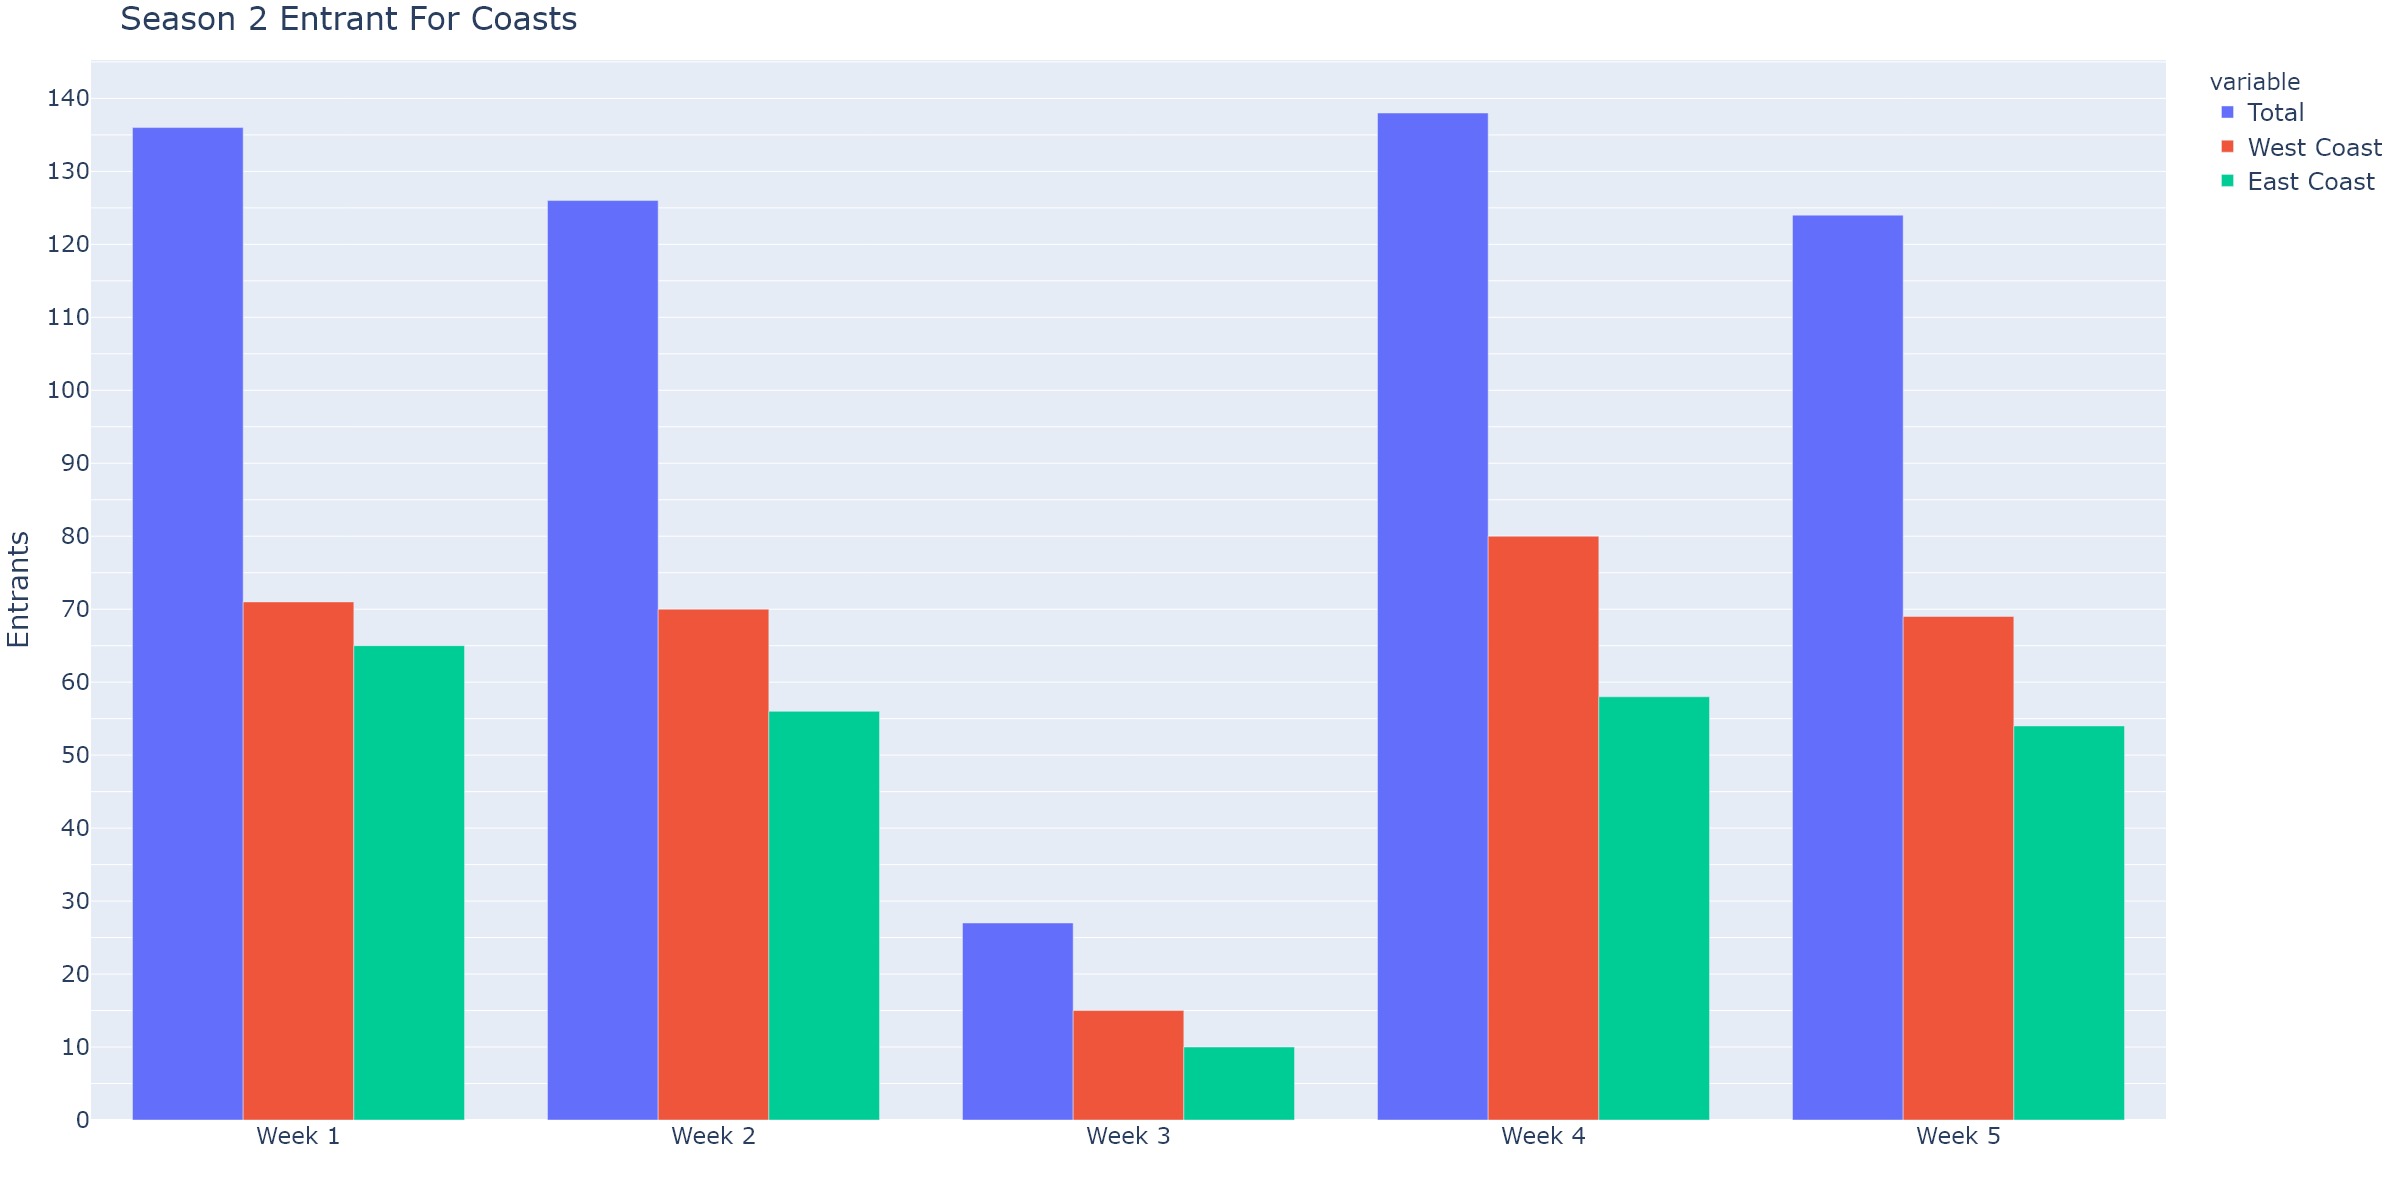 Season 2 Entrant For Coasts
variable
Total
West Coast
East Coast
140
130
120
110
100
90
80
70
60
50
40
30
20
10
0
Entrants
Week 1
Week 2
Week 3
Week 4
Week 5